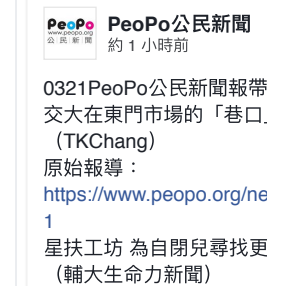 PeoPo
www.peopo.org
公民新聞
PeoPo公民新聞
約 1 小時前
0321PeoPo公民新聞報帶
交大在東門市場的「巷口
（TKChang）
原始報導：
https://www.peopo.org/ne
1
星扶工坊 為自閉兒尋找更
（輔大生命力新聞）